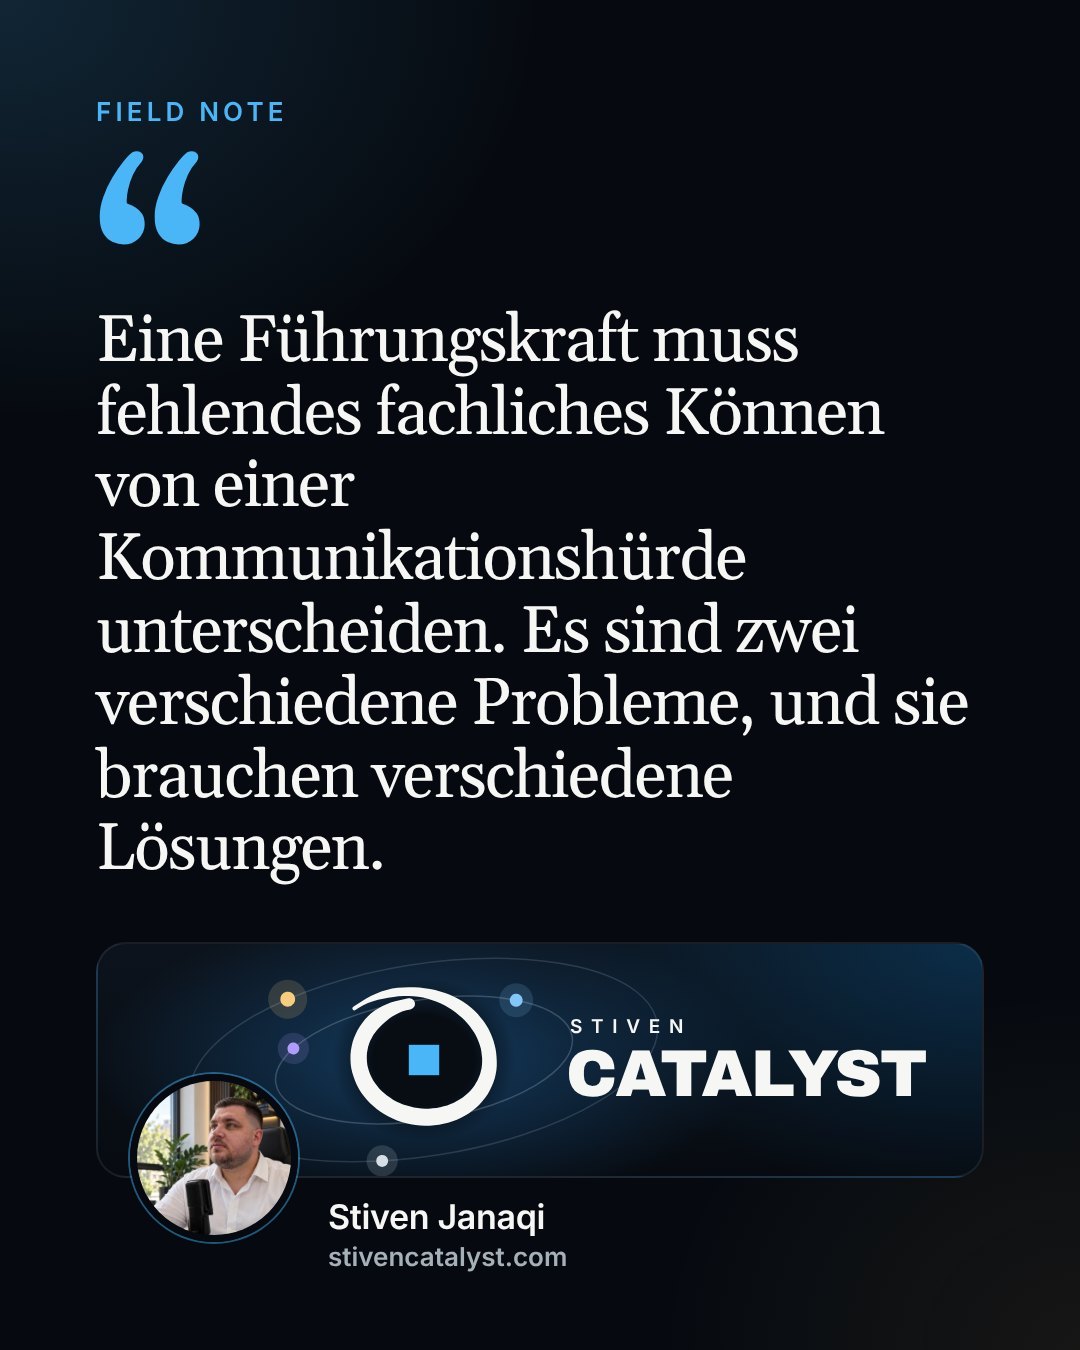 FIELD NOTE
“
Eine Führungskraft muss
fehlendes fachliches Können
von einer
Kommunikationshürde
unterscheiden. Es sind zwei
verschiedene Probleme, und sie
brauchen verschiedene
Lösungen.
STIVEN
CATALYST
Stiven Janaqi
stivencatalyst.com